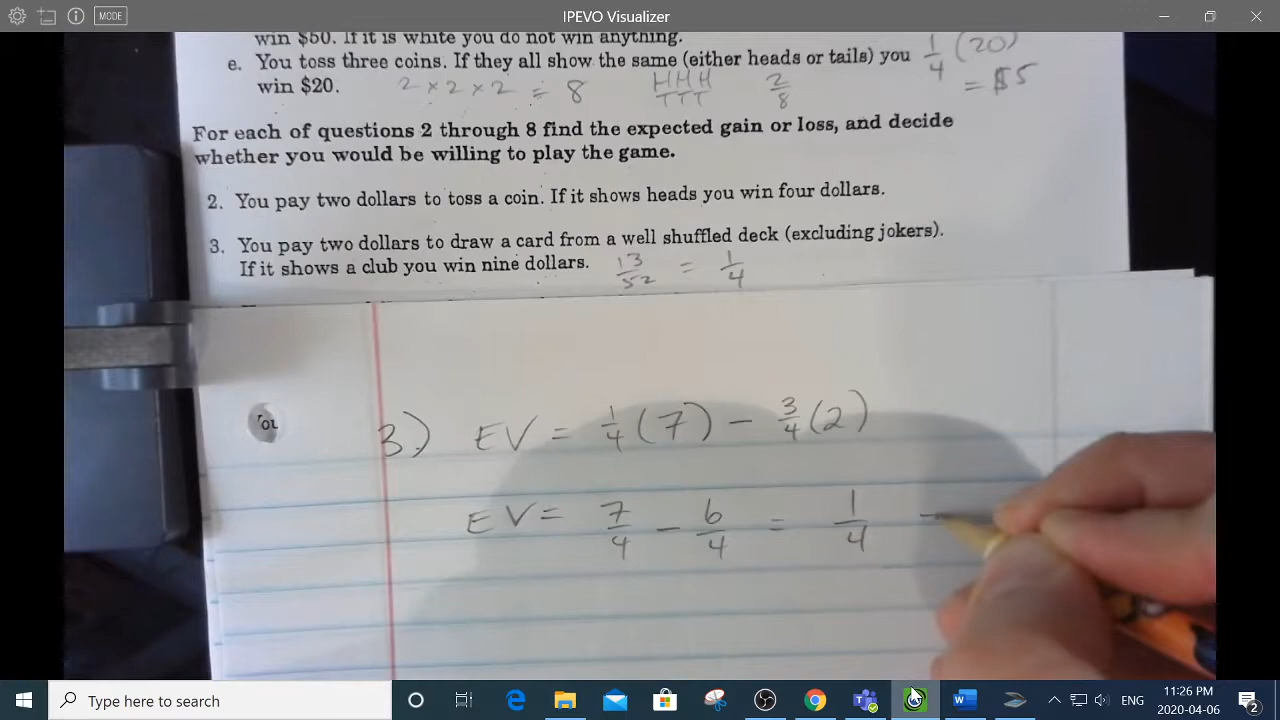 MODE
IPEVO Visualizer
win $50. If it is white you do not win anything.
e. You toss three coins. If they all show the same (either heads or tails) you
win $20.
2 × 2 × 2 = 8
HHH
TTT
2/8
1/4 (20)
= $5
For each of questions 2 through 8 find the expected gain or loss, and decide
whether you would be willing to play the game.
2. You pay two dollars to toss a coin. If it shows heads you win four dollars.
3. You pay two dollars to draw a card from a well shuffled deck (excluding jokers).
If it shows a club you win nine dollars.
13/52 = 1/4
3) EV = 1/4 (7) - 3/4 (2)
EV = 7/4 - 6/4 = 1/4
Type here to search
ENG
11:26 PM
2020-04-06
2